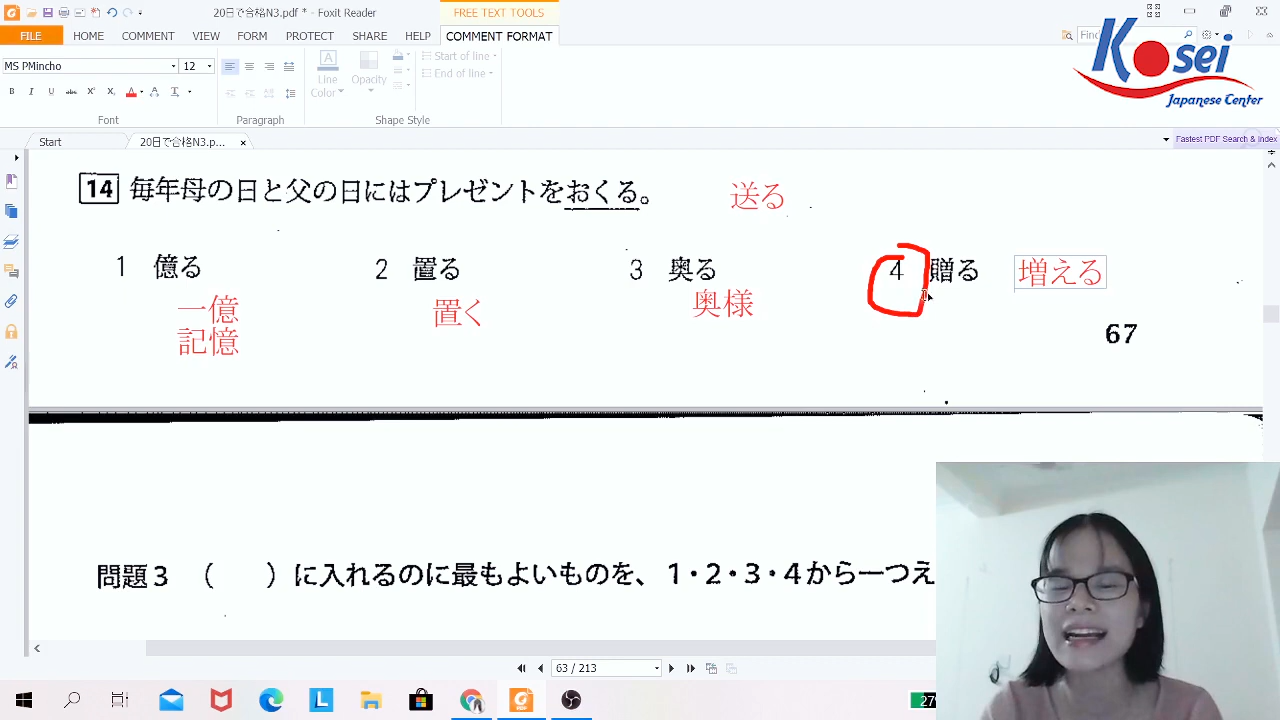 20日で合格N3.pdf * - Foxit Reader
FREE TEXT TOOLS
FILE HOME COMMENT VIEW FORM PROTECT SHARE HELP COMMENT FORMAT
Find
Kosei
Japanese Center
MS PMincho 12
Line Color
Opacity
Start of line
End of line
Font Paragraph Shape Style
Start 20日で合格N3.p...
Fastest PDF Search & Index
14 毎年母の日と父の日にはプレゼントをおくる。 送る
1 億る 2 置る 3 奥る 4 贈る 増える
一億 置く 奥様
記憶
67
問題3 ( )に入れるのに最もよいものを、1・2・3・4から一つえ
63 / 213
27